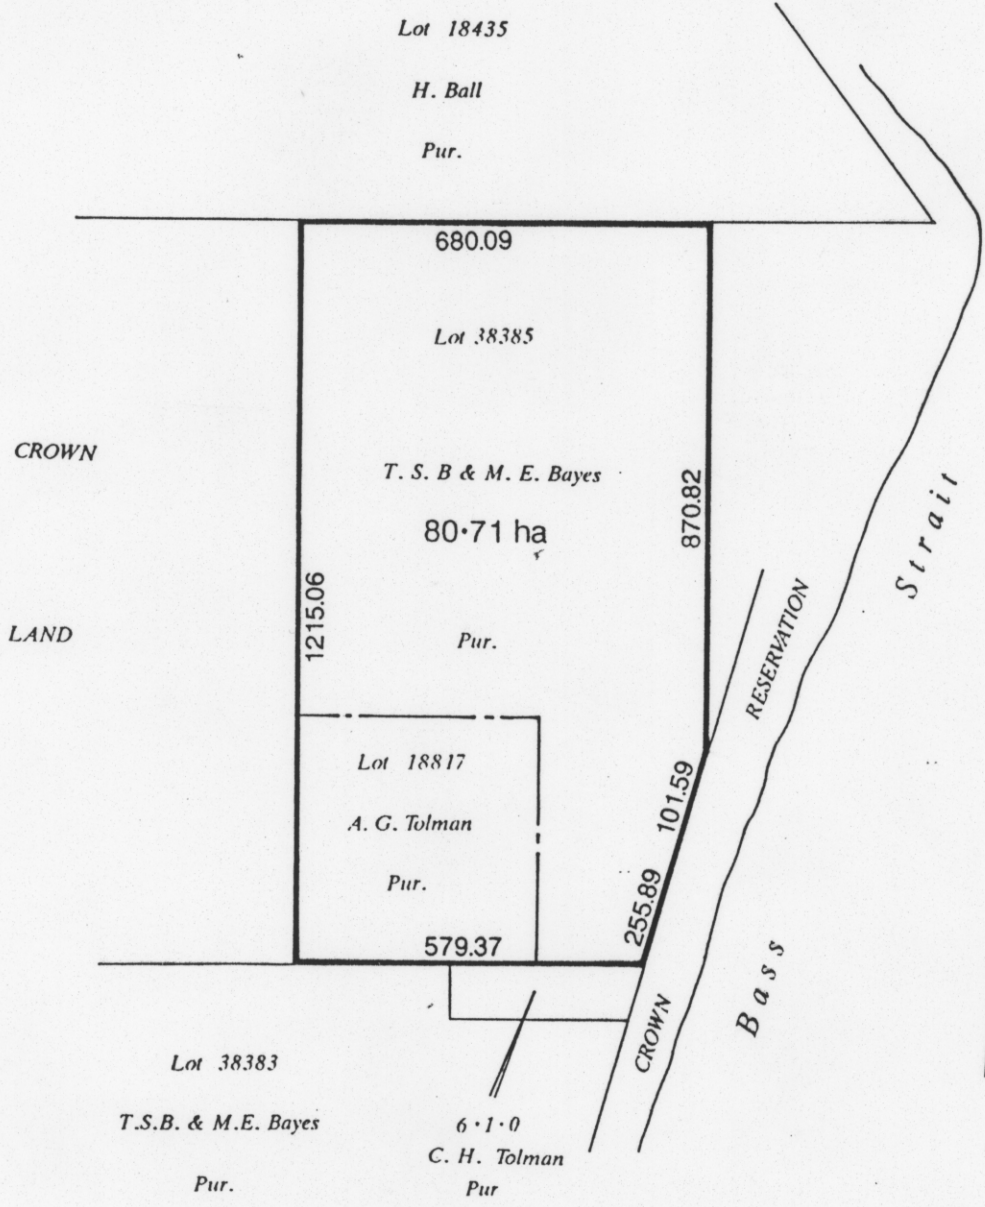 Lot 18435
H. Ball
Pur.
680.09
Lot 38385
CROWN
T. S. B & M. E. Bayes
80·71 ha
870.82
Strait
1215.06
LAND
Pur.
RESERVATION
Lot 18817
A. G. Tolman
Pur.
101.59
255.89
579.37
Bass
CROWN
Lot 38383
T.S.B. & M.E. Bayes
Pur.
6·1·0
C. H. Tolman
Pur